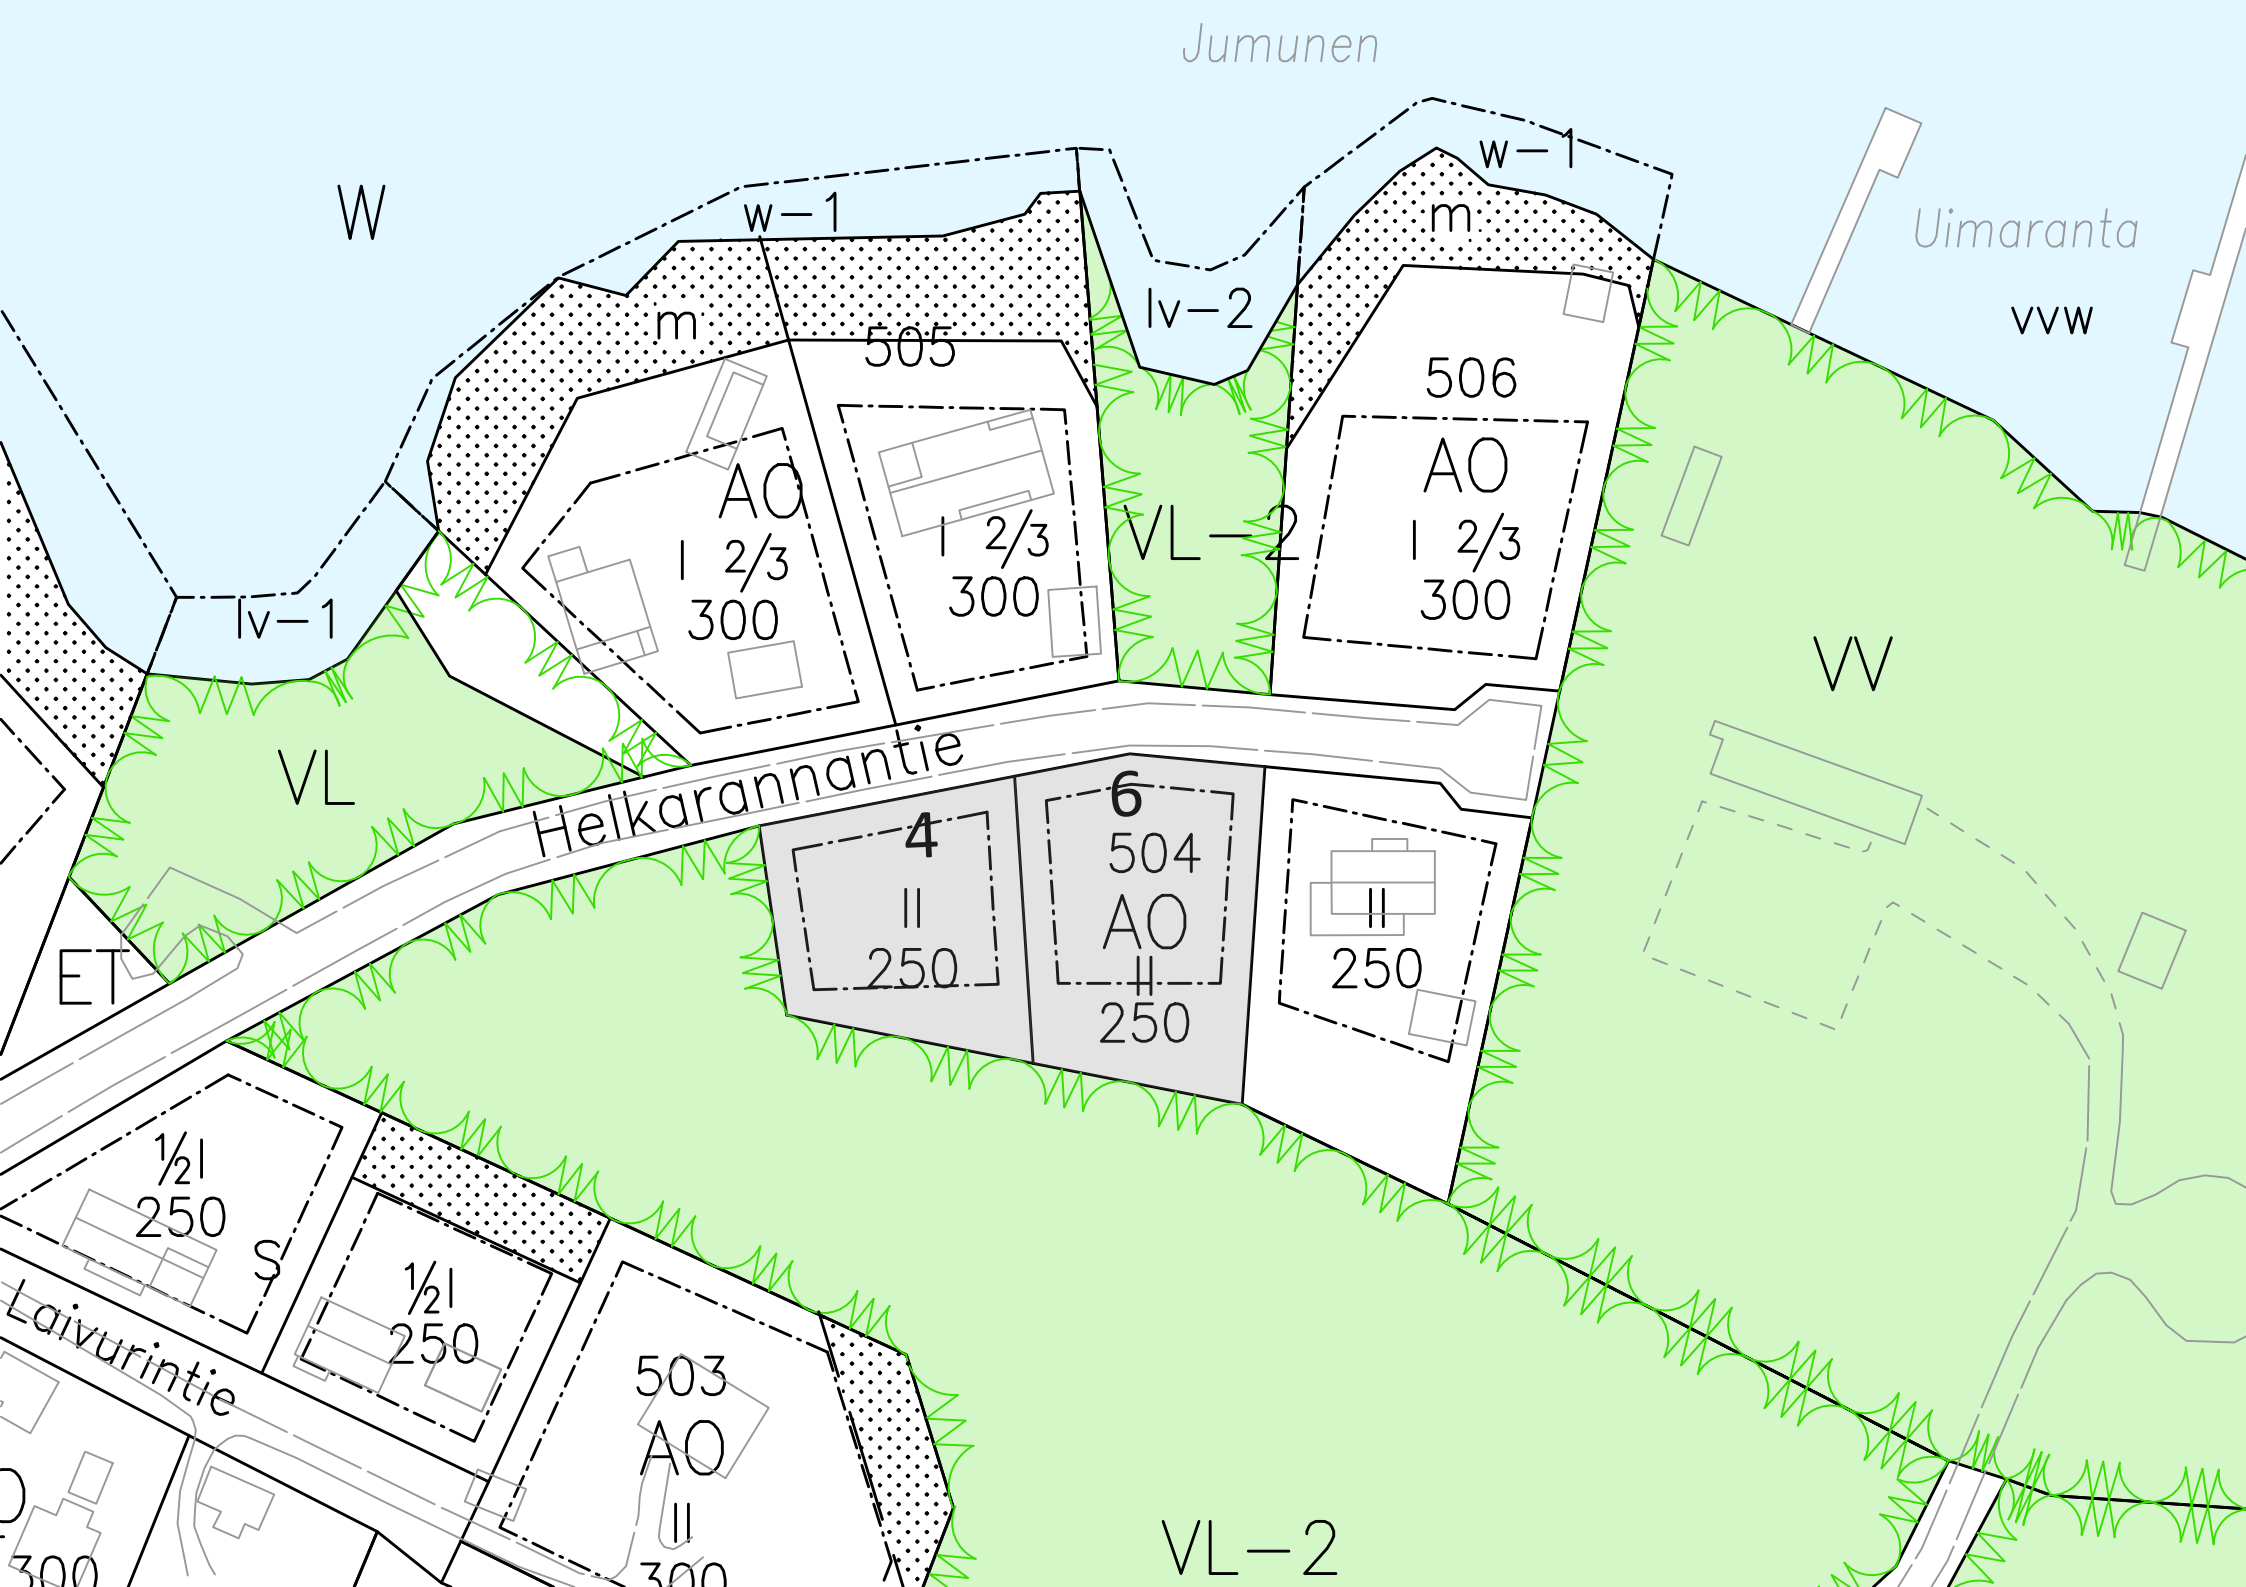 Jumunen
w-1
W
w-1
m
Uimaranta
lv-2
vvw
m
505
506
AO
AO
I 2/3
I 2/3
VL-2
I 2/3
300
300
300
lv-1
VV
VL
Helkarannantie
6
4
504
II
AO
II
250
II
250
ET
250
½I
250
S
½I
250
Laivurintie
503
AO
II
VL-2
300
300